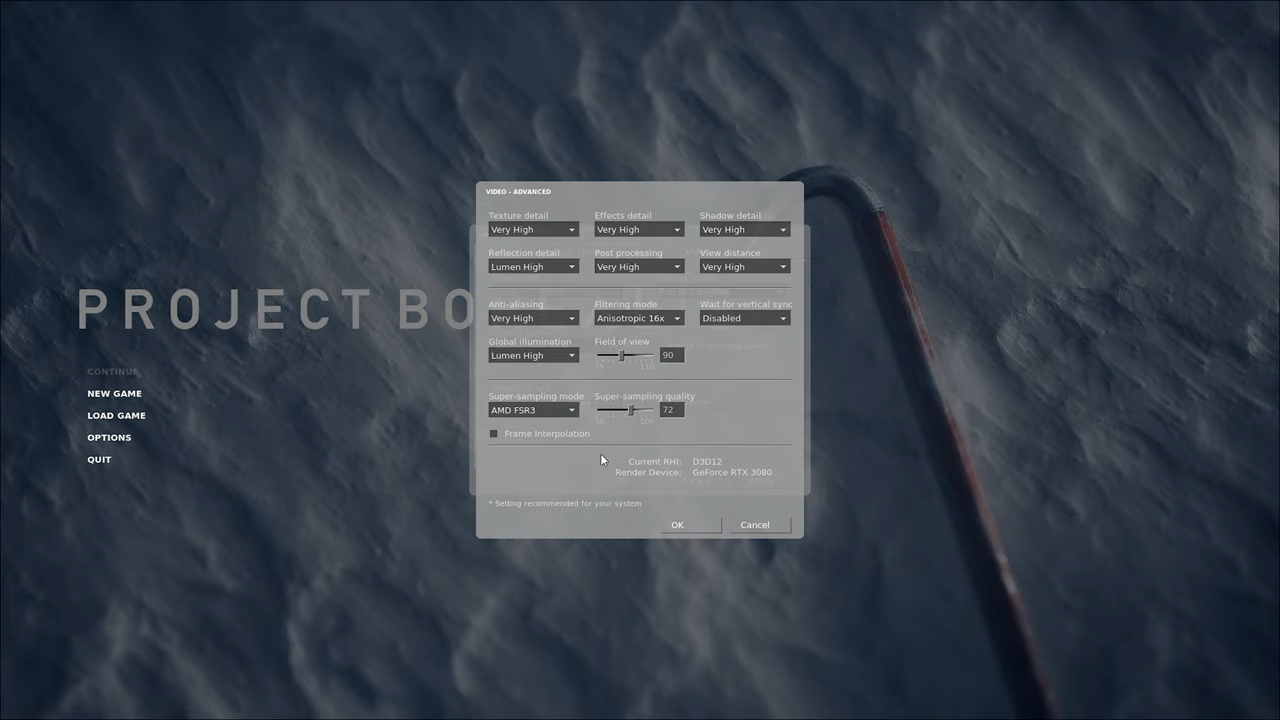 VIDEO - ADVANCED
Texture detail Effects detail Shadow detail
Very High Very High Very High
Reflection detail Post processing View distance
Lumen High Very High Very High
PROJECT BO
Anti-aliasing Filtering mode Wait for vertical sync
Very High Anisotropic 16x Disabled
Global illumination Field of view
Lumen High 90
75 110
CONTINUE
NEW GAME
LOAD GAME
OPTIONS
QUIT
Super-sampling mode Super-sampling quality
AMD FSR3 72
100
Frame Interpolation
Current RHI: D3D12
Render Device: GeForce RTX 3080
* Setting recommended for your system
OK Cancel